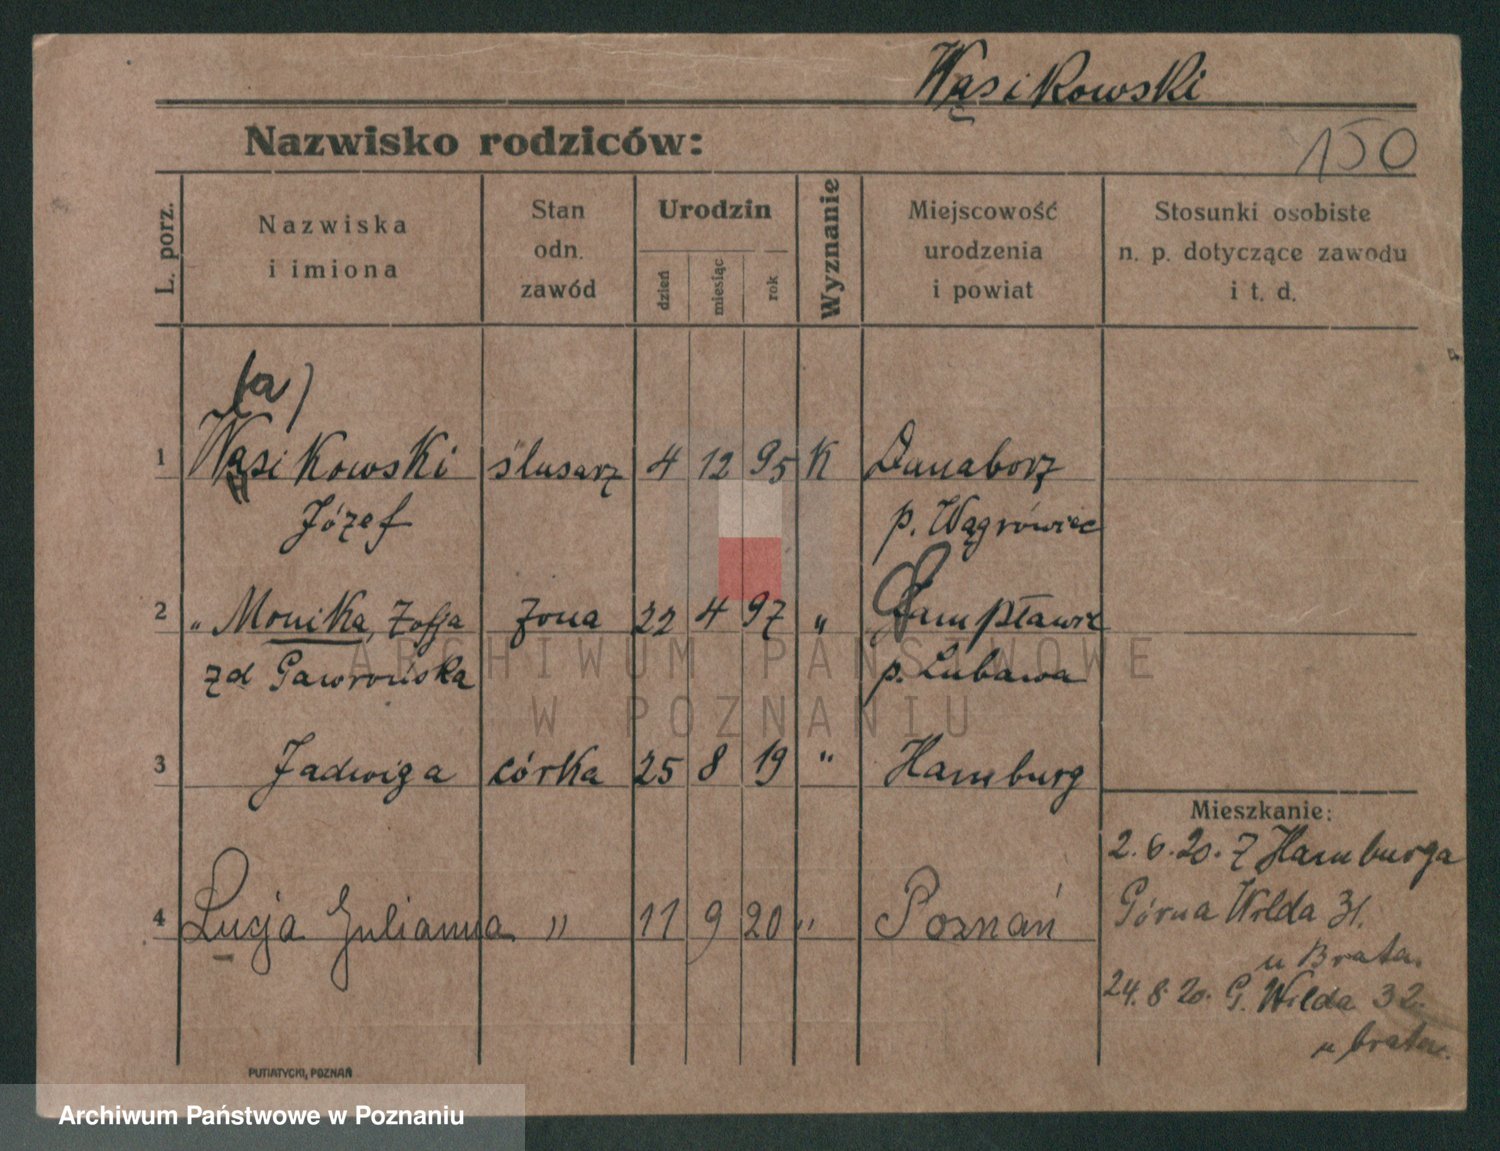 Wąsikowski
Nazwisko rodziców:
150
L. porz.
Nazwiska
i imiona
Stan
odn.
zawód
Urodzin
dzień
miesiąc
rok
Wyznanie
Miejscowość
urodzenia
i powiat
Stosunki osobiste
n. p. dotyczące zawodu
i t. d.
(a)
1 Wąsikowski ślusarz 4 12 95 K Danaborz
Józef p. Wągrówiec
2 " Monika, Zofja żona 22 4 97 "
zd Gawrońska p. Lubawa
3 Jadwiga córka 25 8 19 " Hamburg
Mieszkanie:
2.6.20. z Hamburga
4 Lucja Julianna " 11 9 20 " Poznań
Górna Wilda 31.
u Brata.
24.8.20. G. Wilda 32
u brata.
PUTIATYCKI, POZNAŃ
ARCHIWUM PAŃSTWOWE
W POZNANIU
Archiwum Państwowe w Poznaniu